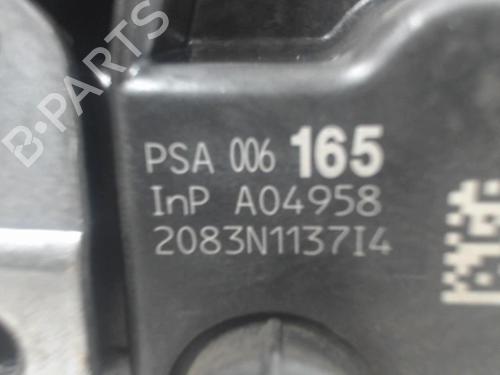 B-PARTS
PSA 006 165
InP A04958
2083N1137I4